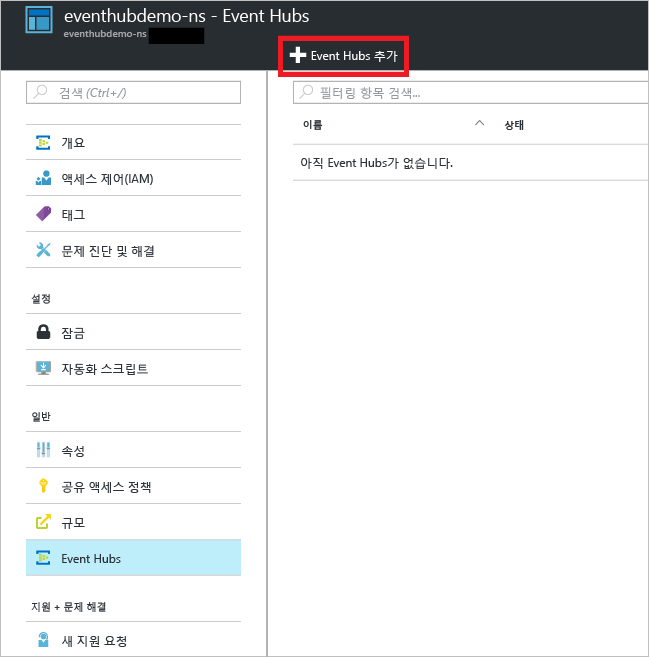 eventhubdemo-ns - Event Hubs
eventhubdemo-ns
Event Hubs 추가
검색 (Ctrl+/)
개요
액세스 제어(IAM)
태그
문제 진단 및 해결
설정
잠금
자동화 스크립트
일반
속성
공유 액세스 정책
규모
Event Hubs
지원 + 문제 해결
새 지원 요청
필터링 항목 검색...
이름 상태
아직 Event Hubs가 없습니다.